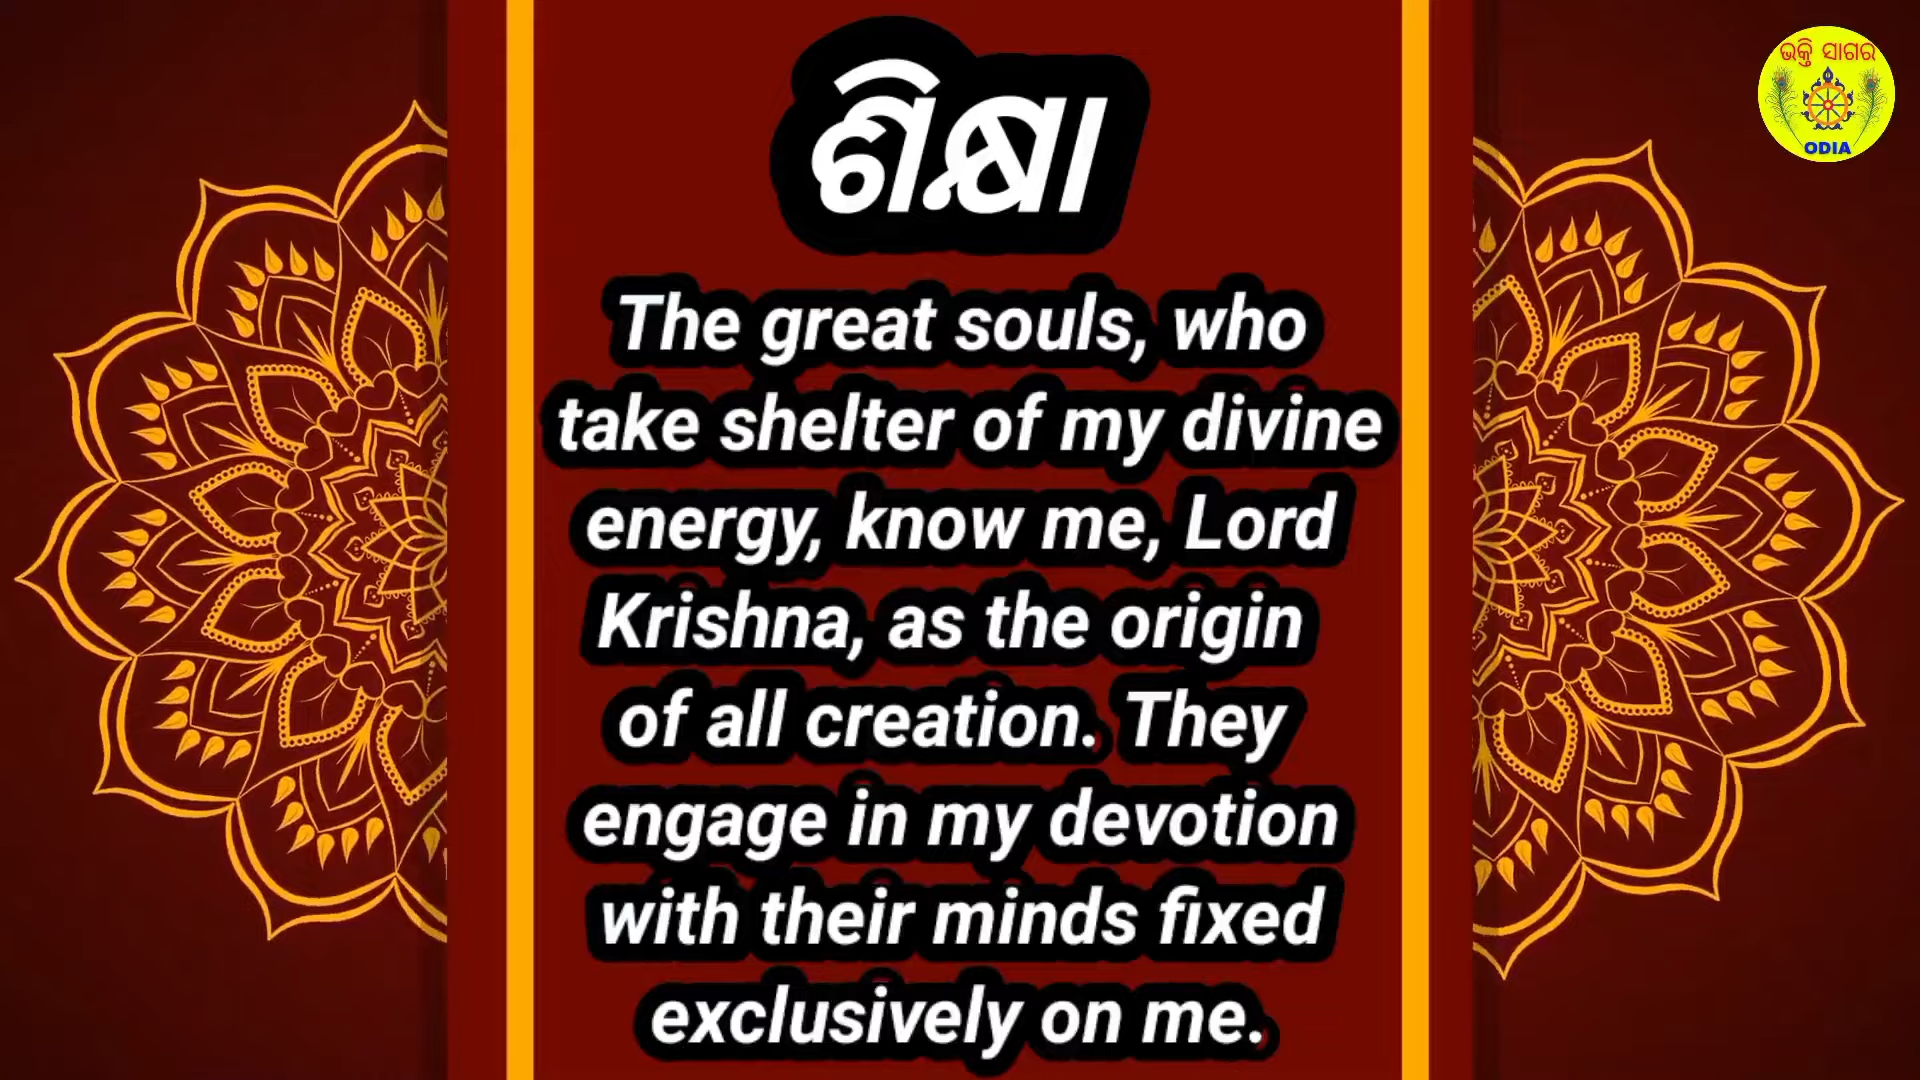 ଭକ୍ତି ସାଗର
ODIA
ଶିକ୍ଷା
The great souls, who
take shelter of my divine
energy, know me, Lord
Krishna, as the origin
of all creation. They
engage in my devotion
with their minds fixed
exclusively on me.